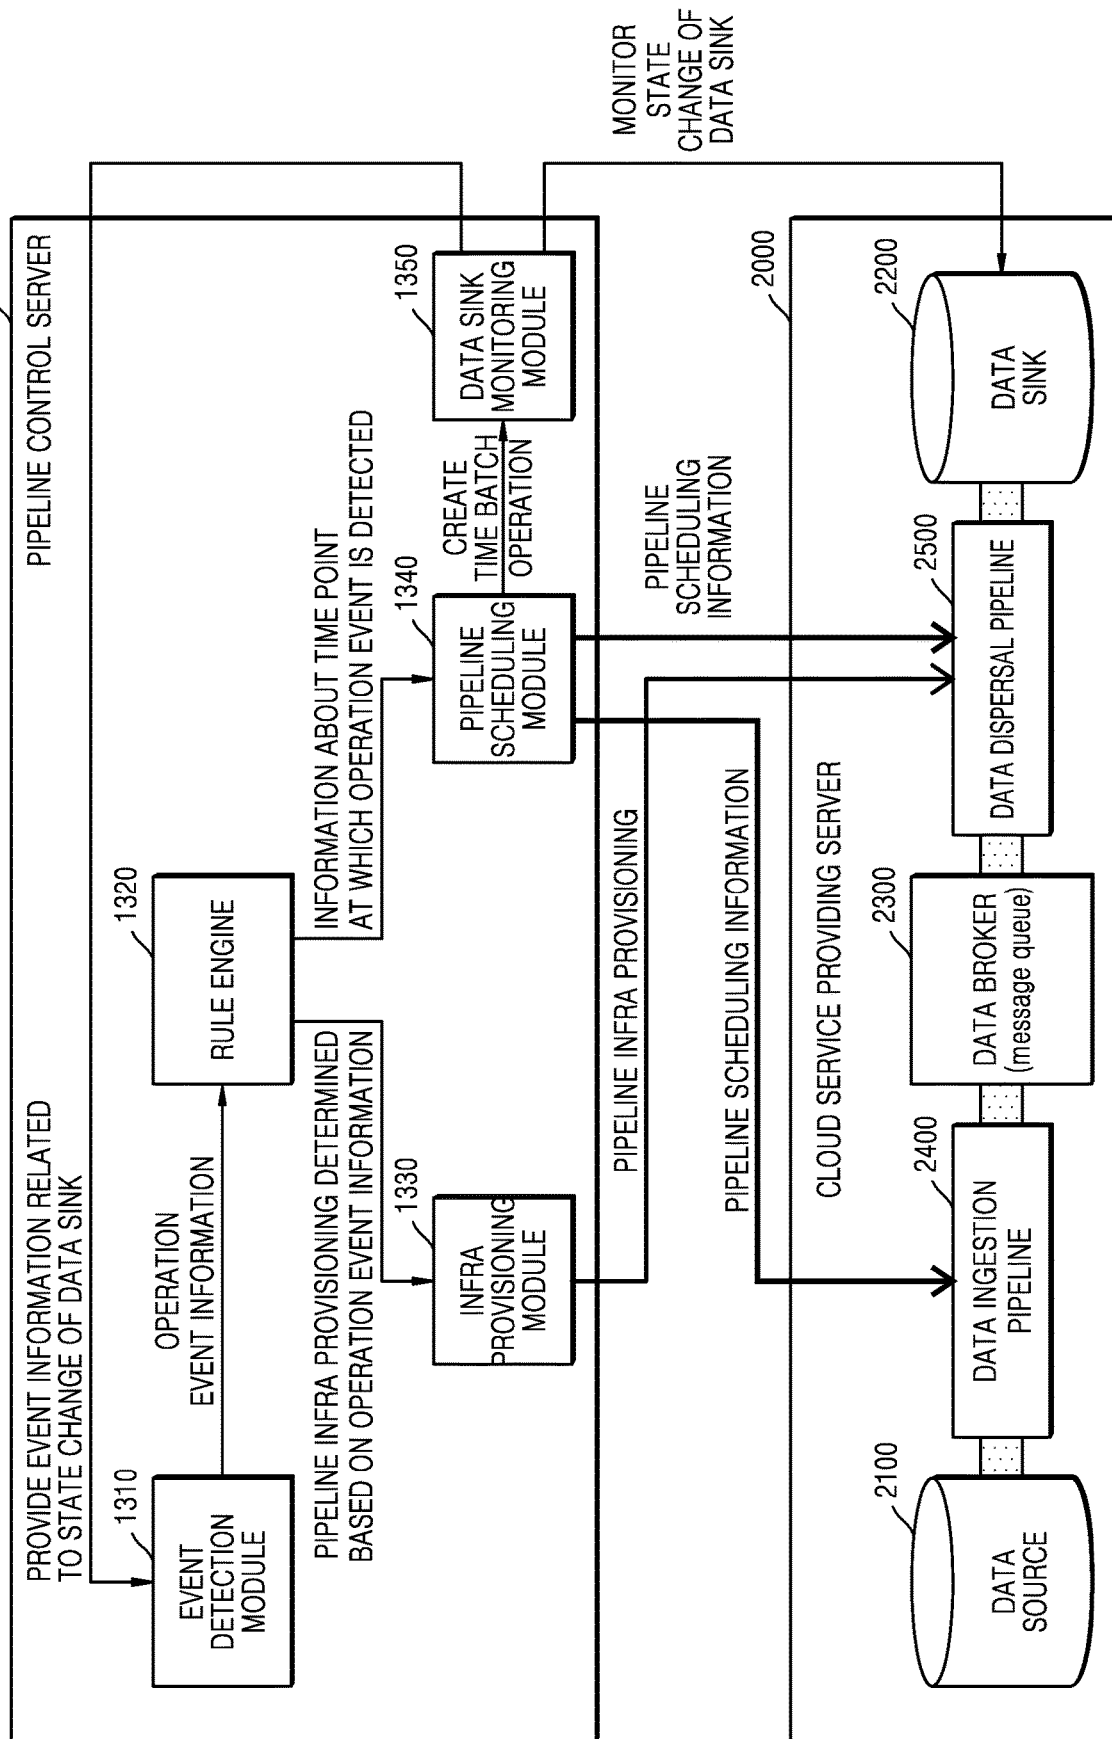 PIPELINE CONTROL SERVER
PROVIDE EVENT INFORMATION RELATED
TO STATE CHANGE OF DATA SINK
1310
EVENT
DETECTION
MODULE
OPERATION
EVENT INFORMATION
1320
RULE ENGINE
PIPELINE INFRA PROVISIONING DETERMINED
BASED ON OPERATION EVENT INFORMATION
INFORMATION ABOUT TIME POINT
AT WHICH OPERATION EVENT IS DETECTED
1330
INFRA
PROVISIONING
MODULE
1340
PIPELINE
SCHEDULING
MODULE
CREATE
TIME BATCH
OPERATION
1350
DATA SINK
MONITORING
MODULE
MONITOR
STATE
CHANGE OF
DATA SINK
PIPELINE INFRA PROVISIONING
PIPELINE
SCHEDULING
INFORMATION
PIPELINE SCHEDULING INFORMATION
2000
CLOUD SERVICE PROVIDING SERVER
2100
DATA
SOURCE
2400
DATA INGESTION
PIPELINE
2300
DATA BROKER
(message queue)
2500
DATA DISPERSAL PIPELINE
2200
DATA
SINK